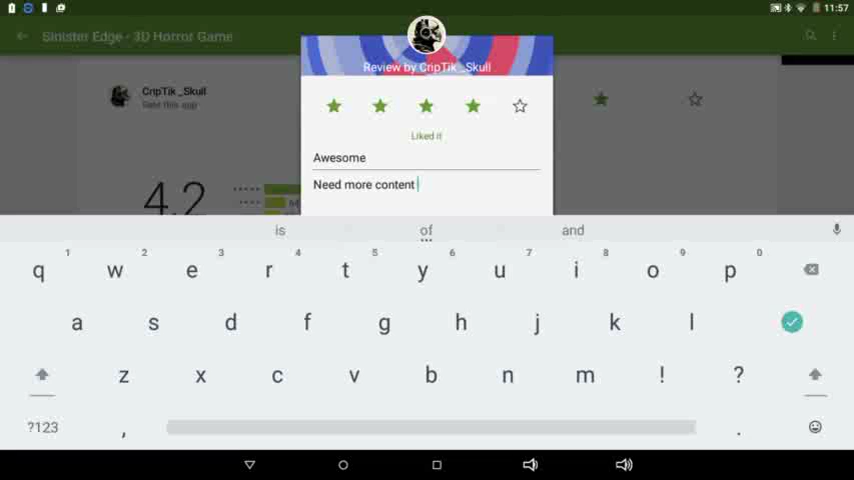 11:57
Sinister Edge - 3D Horror Game
Review by CripTik_Skull
CripTik_Skull
Rate this app
Liked it
Awesome
Need more content
4.2
is of and
1 2 3 4 5 6 7 8 9 0
q w e r t y u i o p
a s d f g h j k l
z x c v b n m ! ?
?123 , .